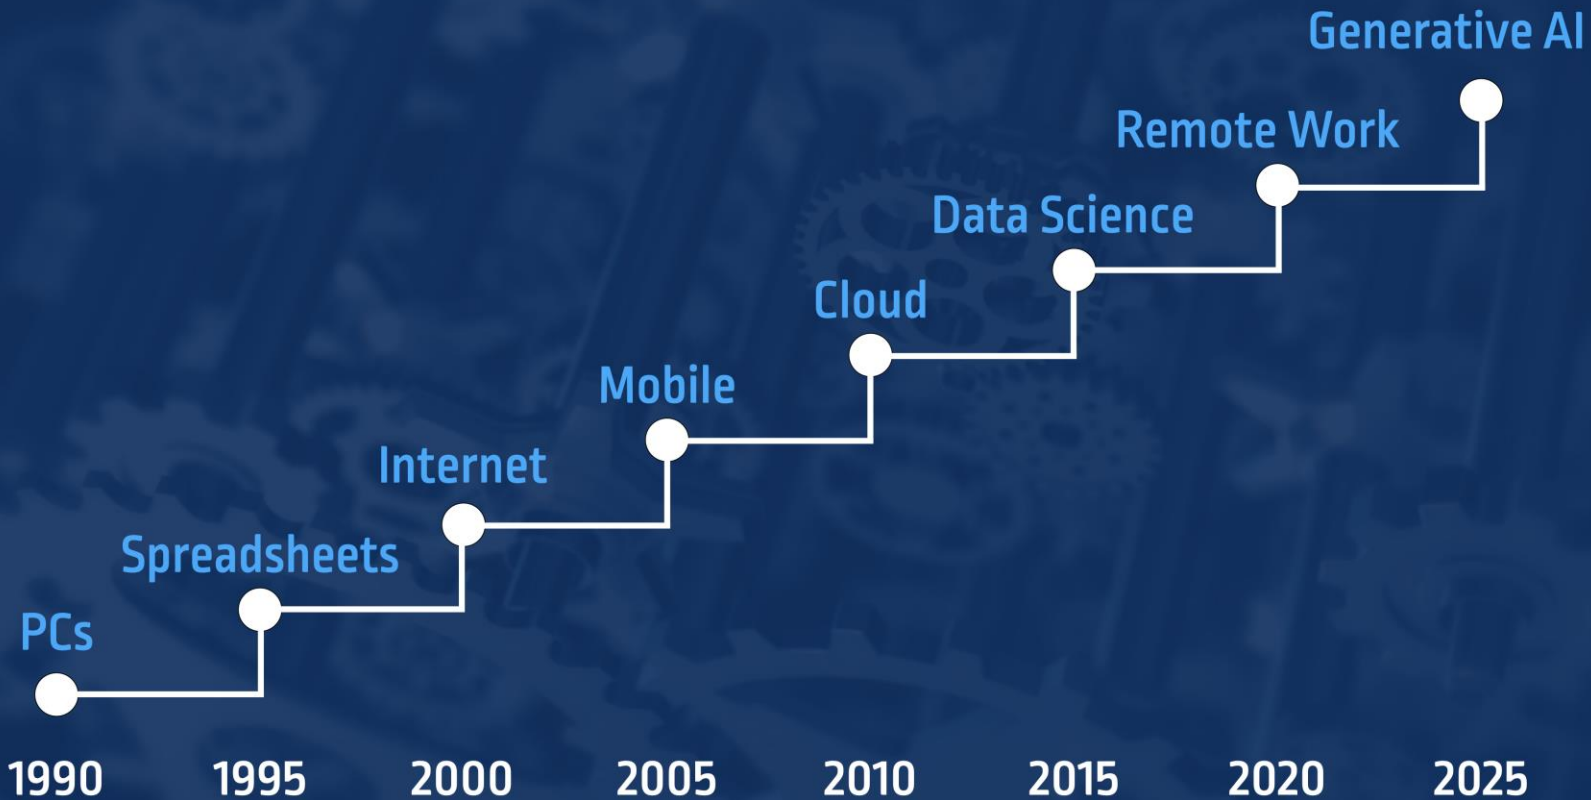 Generative AI
Remote Work
Data Science
Cloud
Mobile
Internet
Spreadsheets
PCs
1990 1995 2000 2005 2010 2015 2020 2025